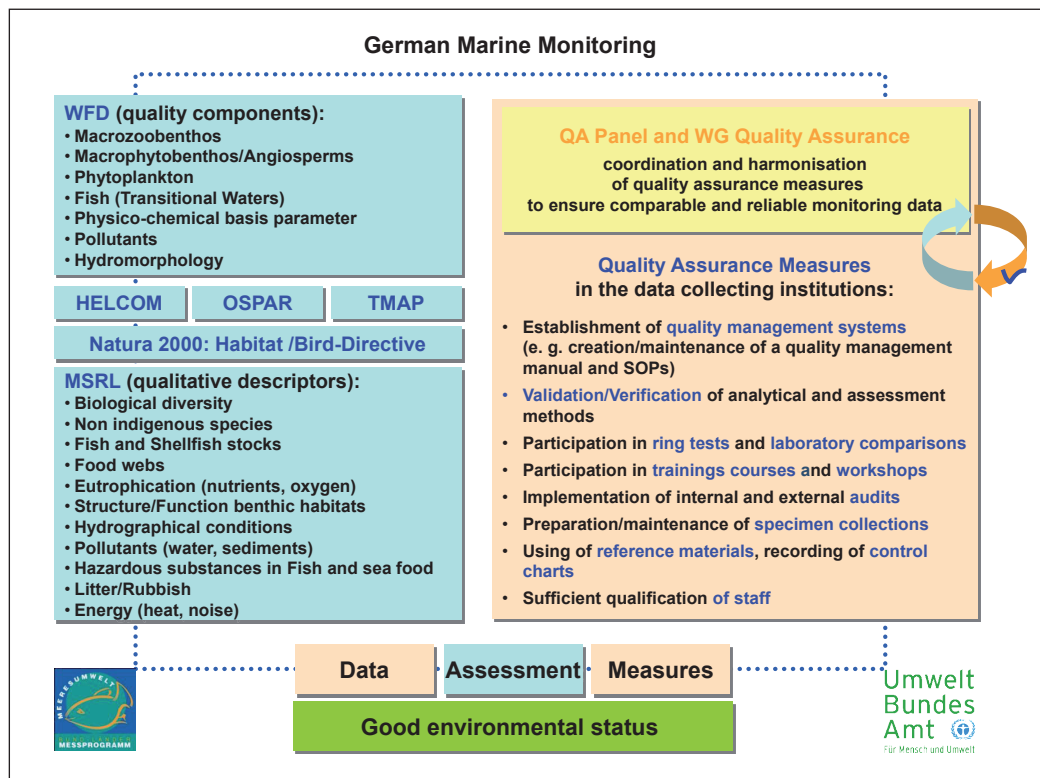 German Marine Monitoring
WFD (quality components):
• Macrozoobenthos
• Macrophytobenthos/Angiosperms
• Phytoplankton
• Fish (Transitional Waters)
• Physico-chemical basis parameter
• Pollutants
• Hydromorphology
HELCOM
OSPAR
TMAP
Natura 2000: Habitat /Bird-Directive
MSRL (qualitative descriptors):
• Biological diversity
• Non indigenous species
• Fish and Shellfish stocks
• Food webs
• Eutrophication (nutrients, oxygen)
• Structure/Function benthic habitats
• Hydrographical conditions
• Pollutants (water, sediments)
• Hazardous substances in Fish and sea food
• Litter/Rubbish
• Energy (heat, noise)
QA Panel and WG Quality Assurance
coordination and harmonisation
of quality assurance measures
to ensure comparable and reliable monitoring data
Quality Assurance Measures
in the data collecting institutions:
• Establishment of quality management systems
(e. g. creation/maintenance of a quality management
manual and SOPs)
• Validation/Verification of analytical and assessment
methods
• Participation in ring tests and laboratory comparisons
• Participation in trainings courses and workshops
• Implementation of internal and external audits
• Preparation/maintenance of specimen collections
• Using of reference materials, recording of control
charts
• Sufficient qualification of staff
Data
Assessment
Measures
Good environmental status
MEERESUMWELT
MESSPROGRAMM
Umwelt
Bundes
Amt
Für Mensch und Umwelt